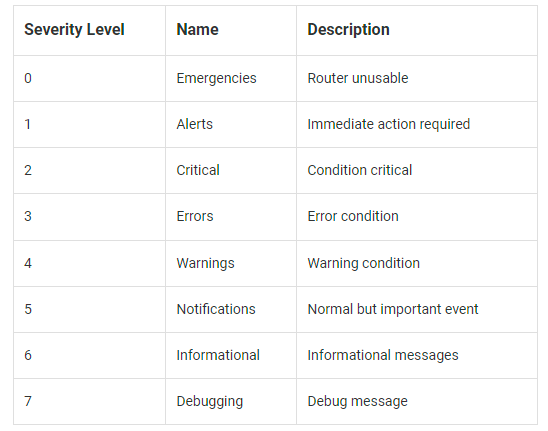 Severity Level Name Description
0 Emergencies Router unusable
1 Alerts Immediate action required
2 Critical Condition critical
3 Errors Error condition
4 Warnings Warning condition
5 Notifications Normal but important event
6 Informational Informational messages
7 Debugging Debug message